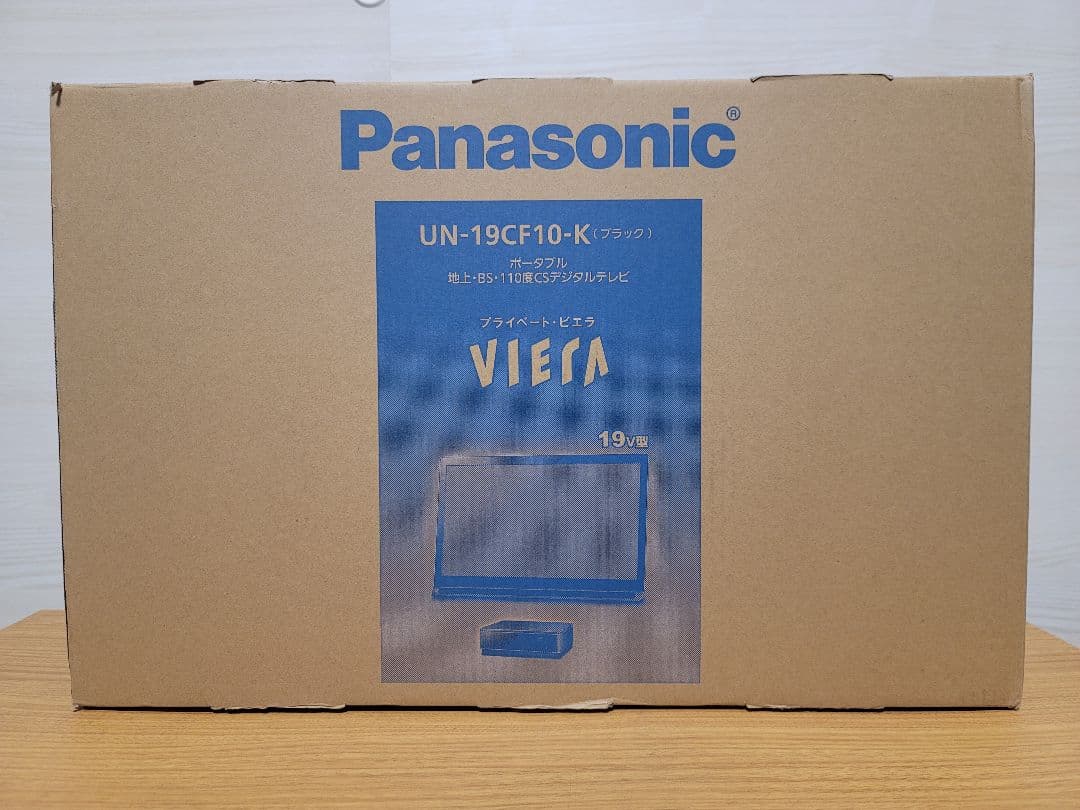 Panasonic®
UN-19CF10-K(ブラック)
ポータブル
地上・BS・110度CSデジタルテレビ
プライベート・ビエラ
VIErA
19V型